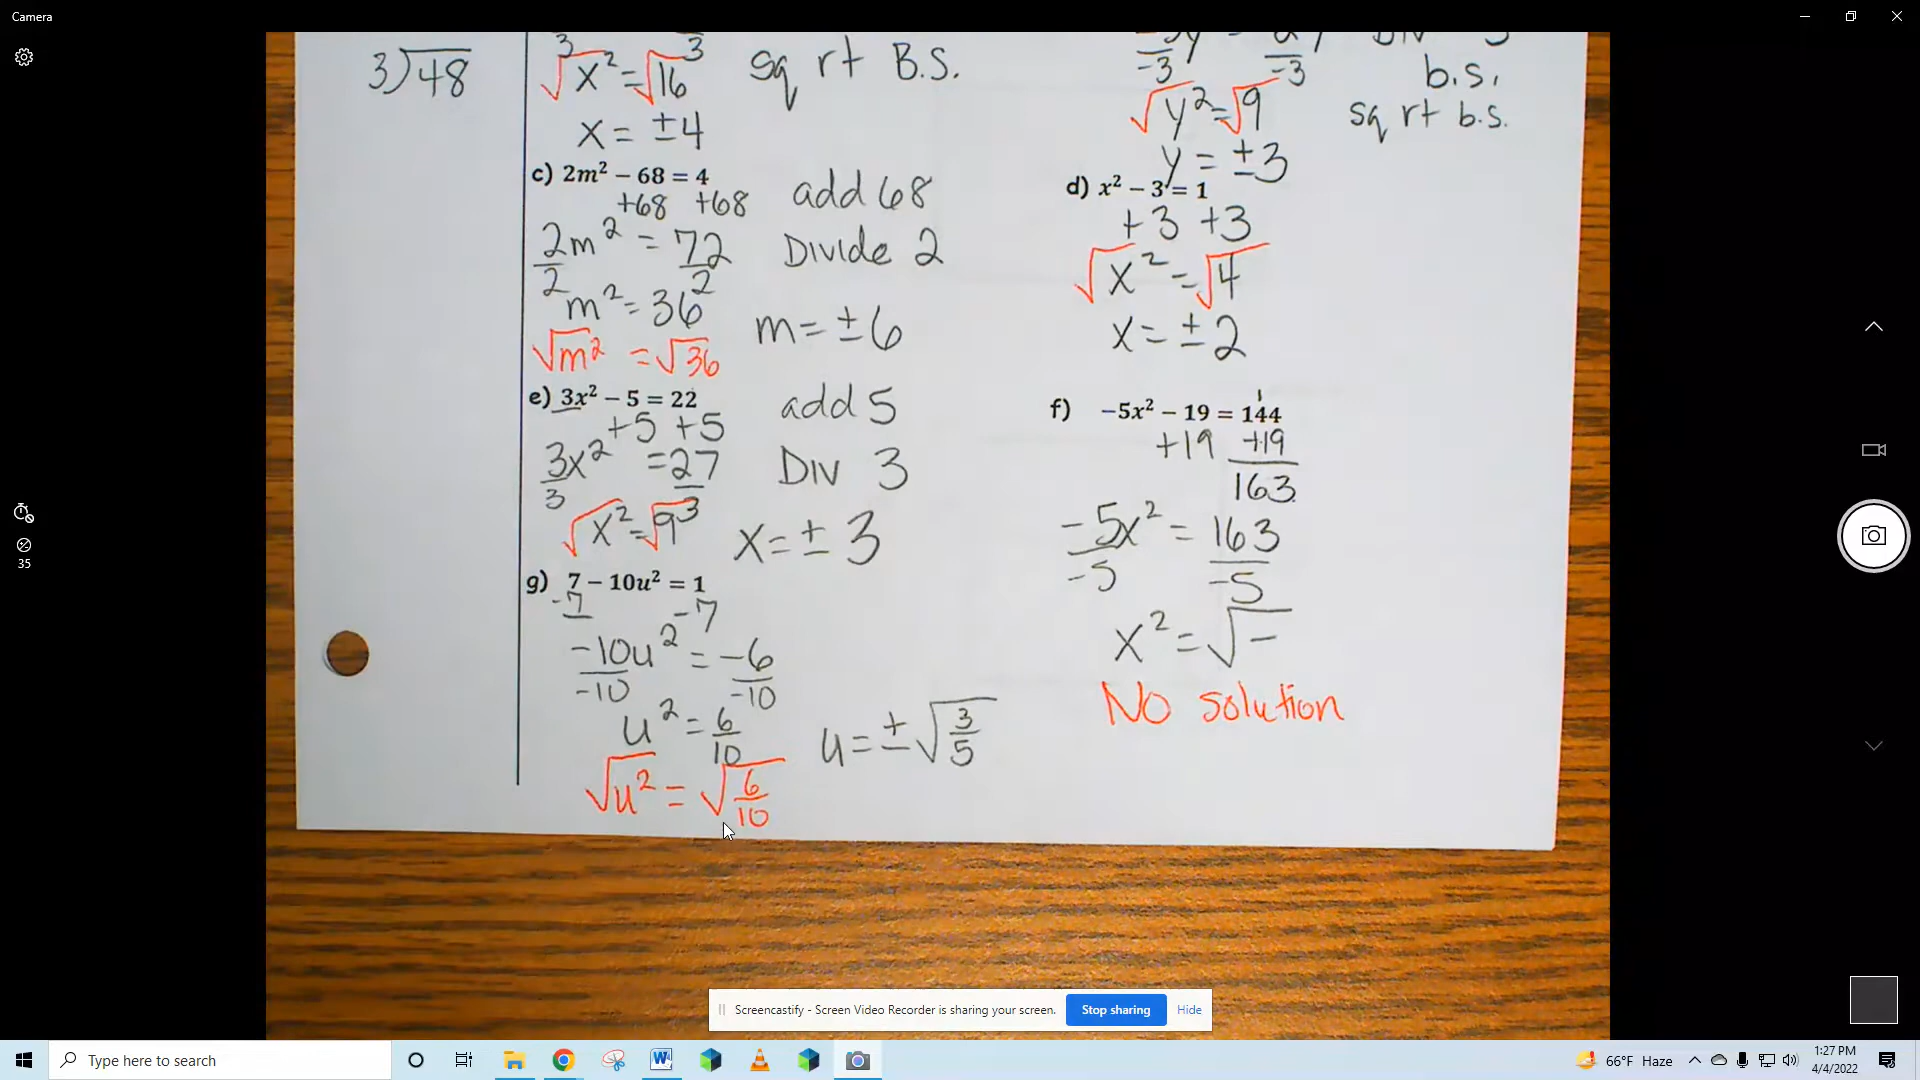 Camera
3)48
3 3
√x² = √16 sq rt B.S.
x = ±4
-3 -3 b.s.
√y² = √9 sq rt b.s.
y = ±3
c) 2m² − 68 = 4 add 68
+68 +68
2m² = 72 Divide 2
2 2
m² = 36
m = ±6
√m² = √36
d) x² − 3 = 1
+3 +3
√x² = √4
x = ±2
e) 3x² − 5 = 22 add 5
+5 +5
3x² = 27 Div 3
3 3
√x² = √9
x = ±3
f) −5x² − 19 = 144
1
+19 +19
163
-5x² = 163
-5 -5
x² = √-
No solution
g) 7 − 10u² = 1
-7 -7
-10u² = -6
-10 -10
u² = 6/10
u = ±√3/5
√u² = √6/10
35
Screencastify - Screen Video Recorder is sharing your screen. Stop sharing Hide
Type here to search
66°F Haze
1:27 PM
4/4/2022